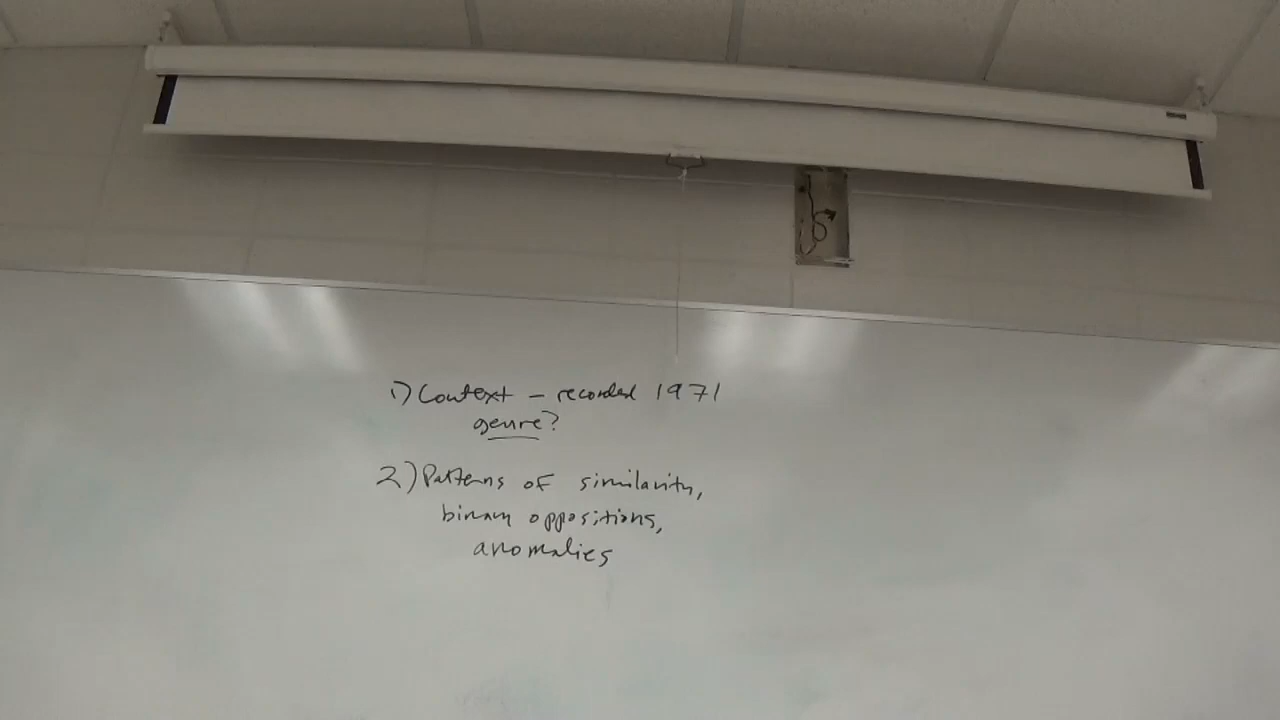 1) Context – recorded 1971
genre?
2) Patterns of similarity,
binary oppositions,
anomalies